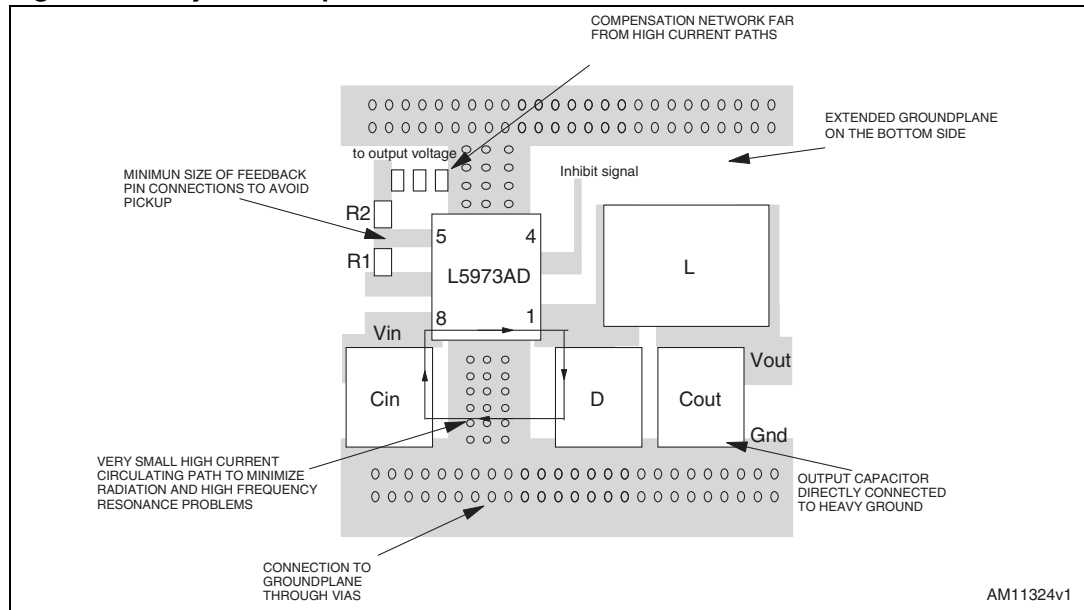 COMPENSATION NETWORK FAR
FROM HIGH CURRENT PATHS
EXTENDED GROUNDPLANE
ON THE BOTTOM SIDE
to output voltage
Inhibit signal
MINIMUN SIZE OF FEEDBACK
PIN CONNECTIONS TO AVOID
PICKUP
R2
5
4
R1
L5973AD
L
8
1
Vin
Vout
Cin
D
Cout
Gnd
VERY SMALL HIGH CURRENT
CIRCULATING PATH TO MINIMIZE
RADIATION AND HIGH FREQUENCY
RESONANCE PROBLEMS
OUTPUT CAPACITOR
DIRECTLY CONNECTED
TO HEAVY GROUND
CONNECTION TO
GROUNDPLANE
THROUGH VIAS
AM11324v1